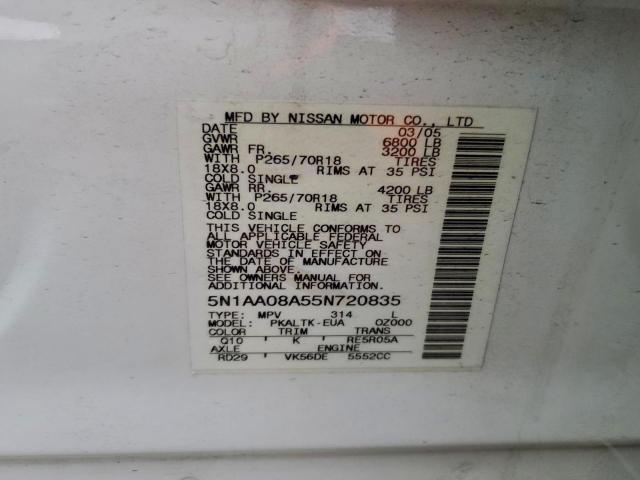 MFD BY NISSAN MOTOR CO., LTD
DATE 03/05
GVWR 6800 LB
GAWR FR. 3200 LB
WITH P265/70R18 TIRES
18X8.0 RIMS AT 35 PSI
COLD SINGLE
GAWR RR. 4200 LB
WITH P265/70R18 TIRES
18X8.0 RIMS AT 35 PSI
COLD SINGLE
THIS VEHICLE CONFORMS TO
ALL APPLICABLE FEDERAL
MOTOR VEHICLE SAFETY
STANDARDS IN EFFECT ON
THE DATE OF MANUFACTURE
SHOWN ABOVE.
SEE OWNERS MANUAL FOR
ADDITIONAL INFORMATION.
5N1AA08A55N720835
TYPE: MPV 314 L
MODEL: PKALTK-EUA OZ000
COLOR TRIM TRANS
Q10 K RE5R05A
AXLE ENGINE
RD29 VK56DE 5552CC